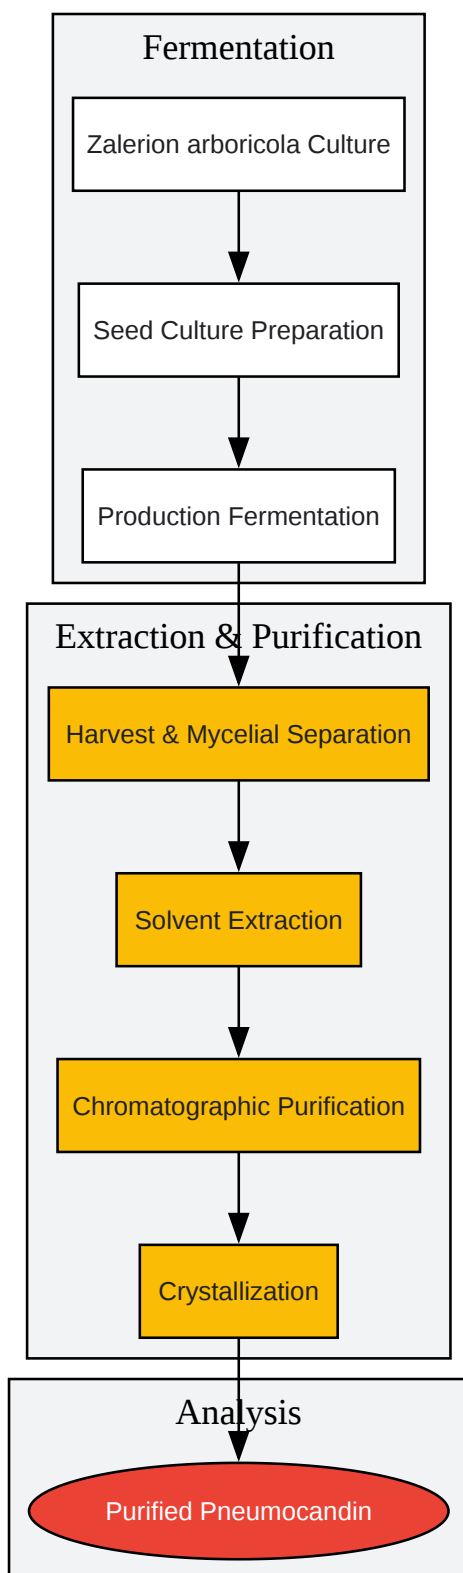 Fermentation
Zalerion arboricola Culture
Seed Culture Preparation
Production Fermentation
Extraction & Purification
Harvest & Mycelial Separation
Solvent Extraction
Chromatographic Purification
Crystallization
Analysis
Purified Pneumocandin